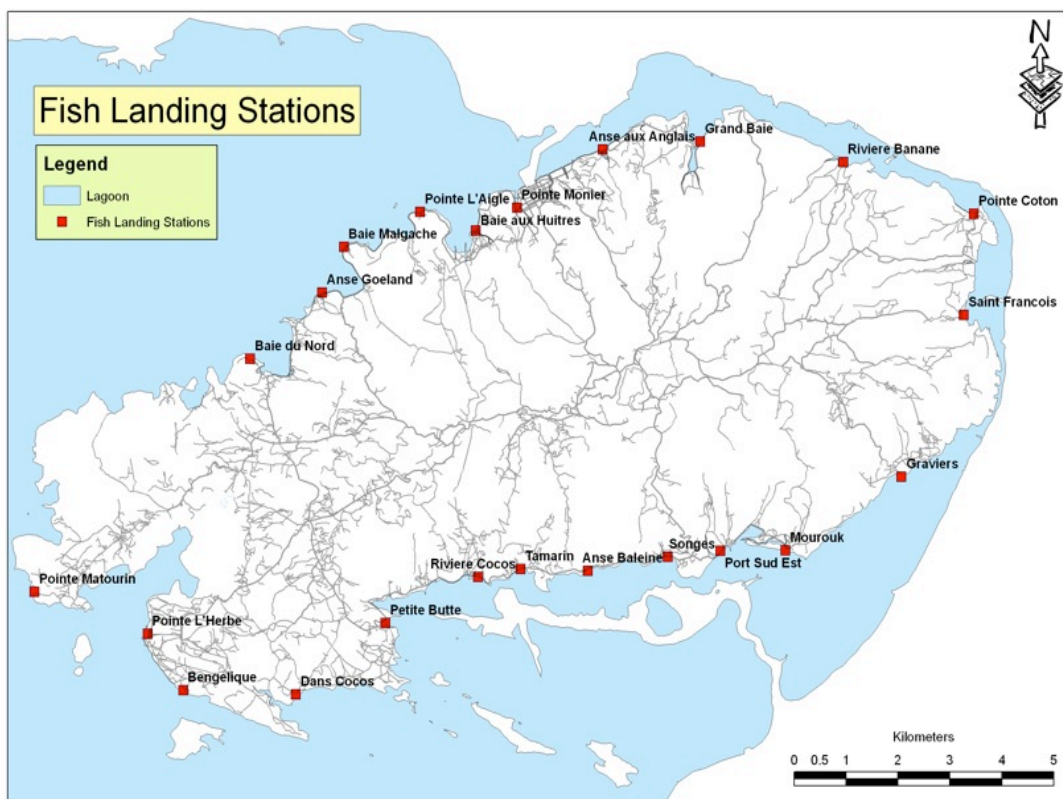 N
Fish Landing Stations
Legend
Lagoon
Fish Landing Stations
Anse aux Anglais
Grand Baie
Riviere Banane
Pointe L'Aigle
Pointe Monier
Pointe Coton
Baie aux Huitres
Baie Malgache
Anse Goeland
Saint Francois
Baie du Nord
Graviers
Mourouk
Songes
Port Sud Est
Anse Baleine
Tamarin
Riviere Cocos
Pointe Matourin
Petite Butte
Pointe L'Herbe
Bengelique
Dans Cocos
Kilometers
0 0.5 1 2 3 4 5